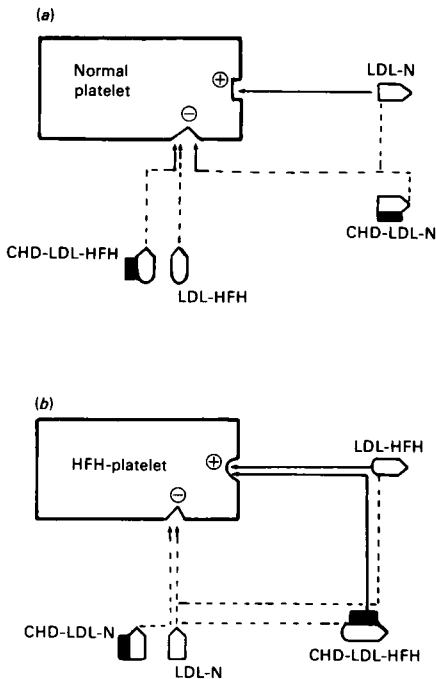 (a)
Normal
platelet
⊕
⊖
LDL-N
CHD-LDL-N
CHD-LDL-HFH
LDL-HFH
(b)
HFH-platelet
⊕
⊖
LDL-HFH
CHD-LDL-N
LDL-N
CHD-LDL-HFH